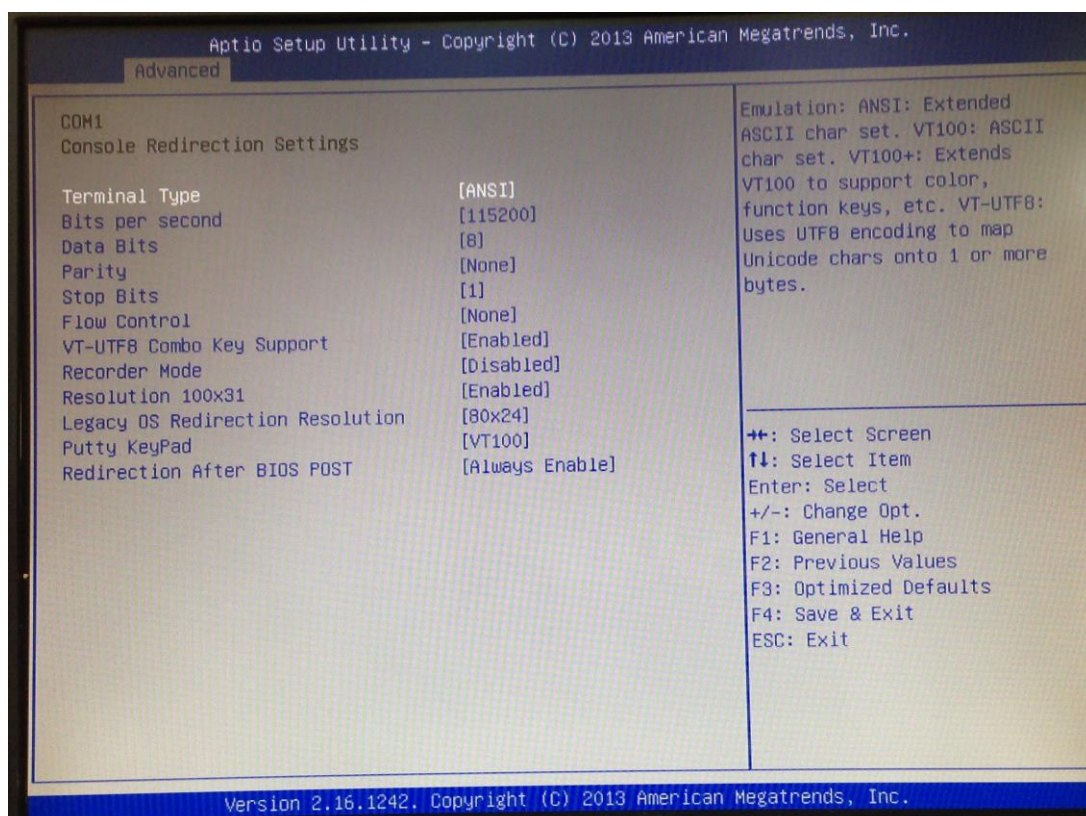 Aptio Setup Utility - Copyright (C) 2013 American Megatrends, Inc.
Advanced
COM1
Console Redirection Settings
Terminal Type [ANSI]
Bits per second [115200]
Data Bits [8]
Parity [None]
Stop Bits [1]
Flow Control [None]
VT-UTF8 Combo Key Support [Enabled]
Recorder Mode [Disabled]
Resolution 100x31 [Enabled]
Legacy OS Redirection Resolution [80x24]
Putty KeyPad [VT100]
Redirection After BIOS POST [Always Enable]
Emulation: ANSI: Extended
ASCII char set. VT100: ASCII
char set. VT100+: Extends
VT100 to support color,
function keys, etc. VT-UTF8:
Uses UTF8 encoding to map
Unicode chars onto 1 or more
bytes.
→←: Select Screen
↑↓: Select Item
Enter: Select
+/-: Change Opt.
F1: General Help
F2: Previous Values
F3: Optimized Defaults
F4: Save & Exit
ESC: Exit
Version 2.16.1242. Copyright (C) 2013 American Megatrends, Inc.